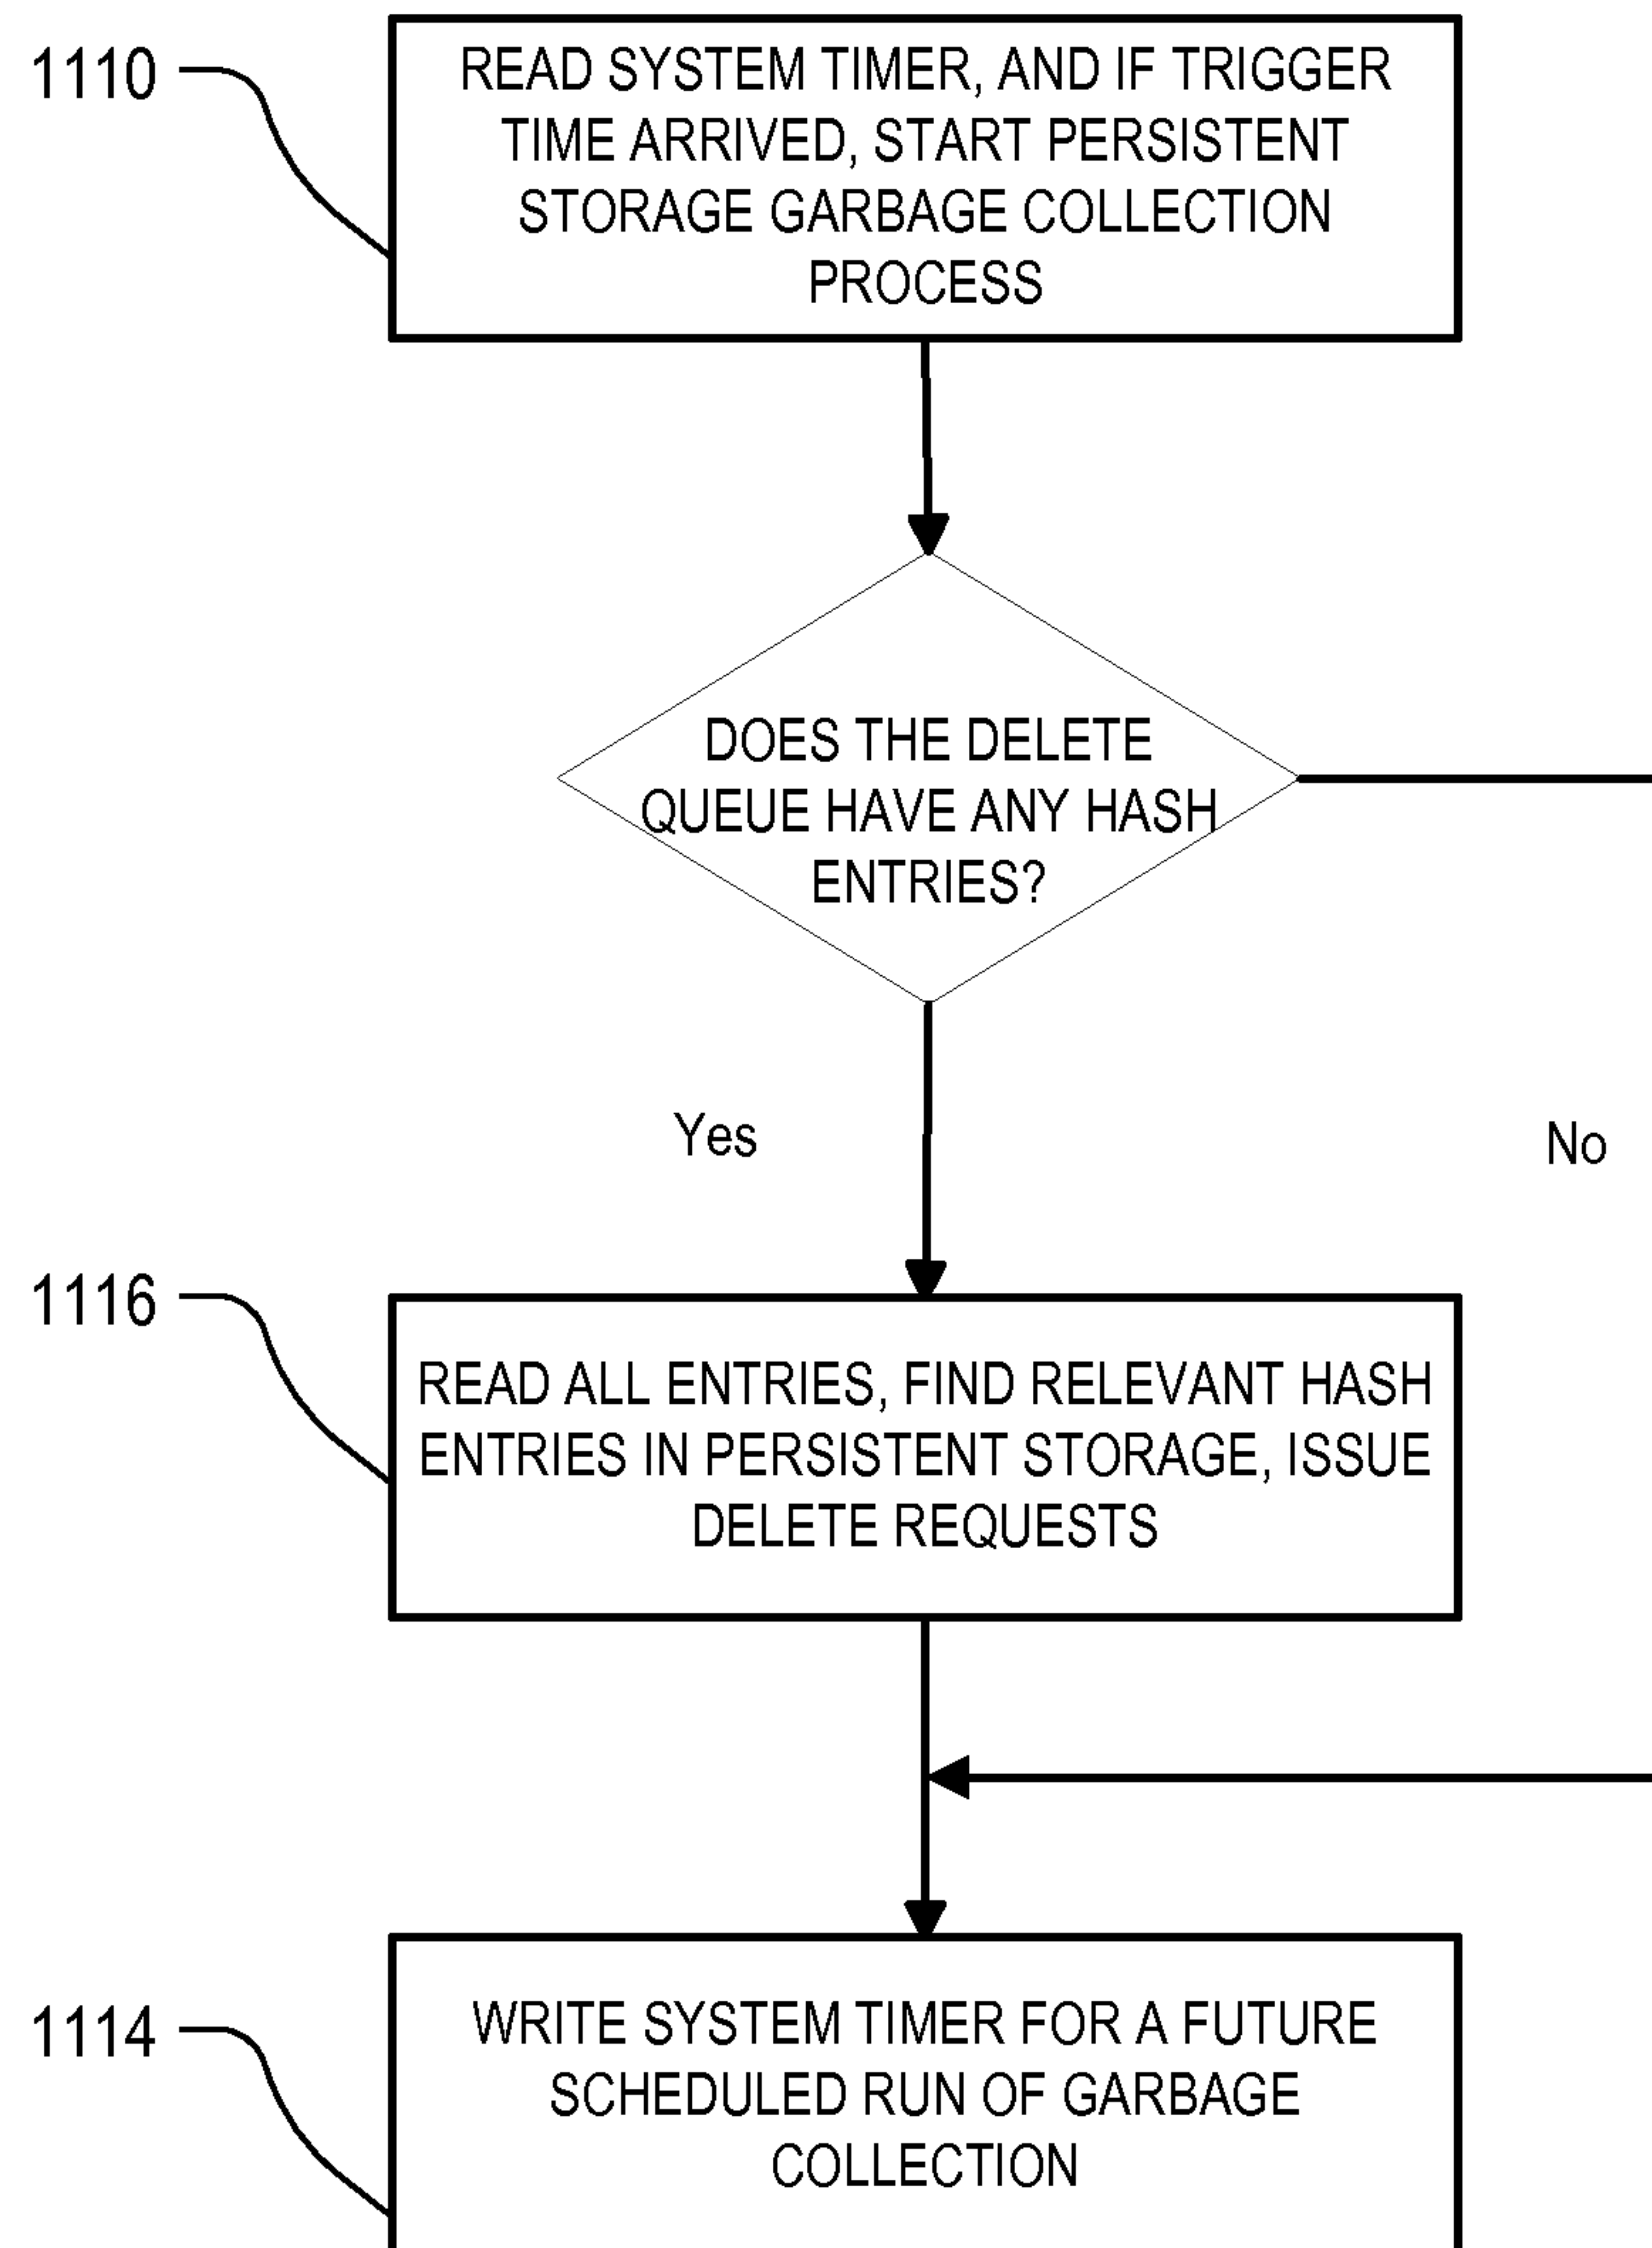 1110
READ SYSTEM TIMER, AND IF TRIGGER
TIME ARRIVED, START PERSISTENT
STORAGE GARBAGE COLLECTION
PROCESS
DOES THE DELETE
QUEUE HAVE ANY HASH
ENTRIES?
Yes
No
1116
READ ALL ENTRIES, FIND RELEVANT HASH
ENTRIES IN PERSISTENT STORAGE, ISSUE
DELETE REQUESTS
1114
WRITE SYSTEM TIMER FOR A FUTURE
SCHEDULED RUN OF GARBAGE
COLLECTION